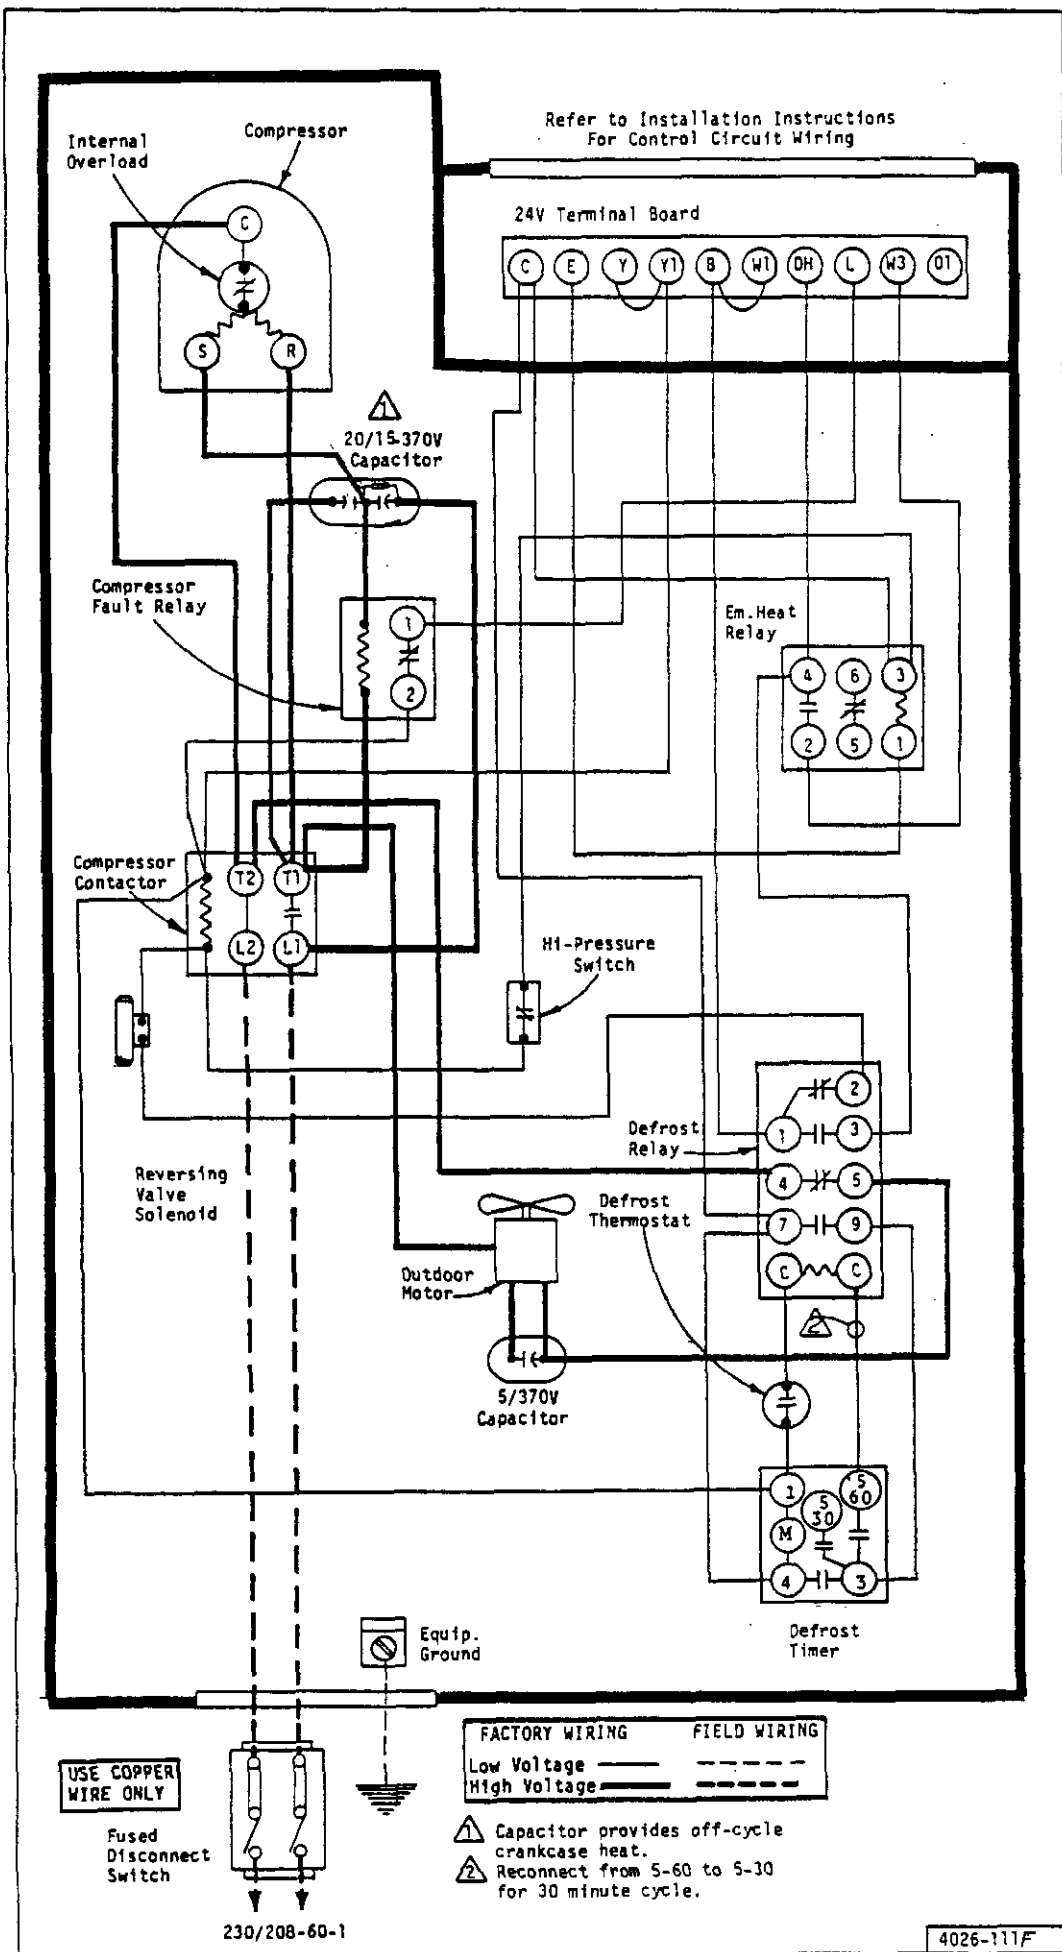 Refer to Installation Instructions
For Control Circuit Wiring
Internal
Overload
Compressor
24V Terminal Board
C E Y Y1 B W1 DH L W3 O1
C
S R
1
20/15-370V
Capacitor
Compressor
Fault Relay
1
2
Em.Heat
Relay
4 6 3
2 5 1
Compressor
Contactor
T2 T1
L2 L1
Hi-Pressure
Switch
Reversing
Valve
Solenoid
Defrost
Relay
2
1 3
4 5
7 9
C C
2
Defrost
Thermostat
Outdoor
Motor
5/370V
Capacitor
1 5 30 5 60
M
4 3
Defrost
Timer
Equip.
Ground
FACTORY WIRING FIELD WIRING
Low Voltage
High Voltage
USE COPPER
WIRE ONLY
Fused
Disconnect
Switch
1 Capacitor provides off-cycle
crankcase heat.
2 Reconnect from 5-60 to 5-30
for 30 minute cycle.
230/208-60-1
4026-111F